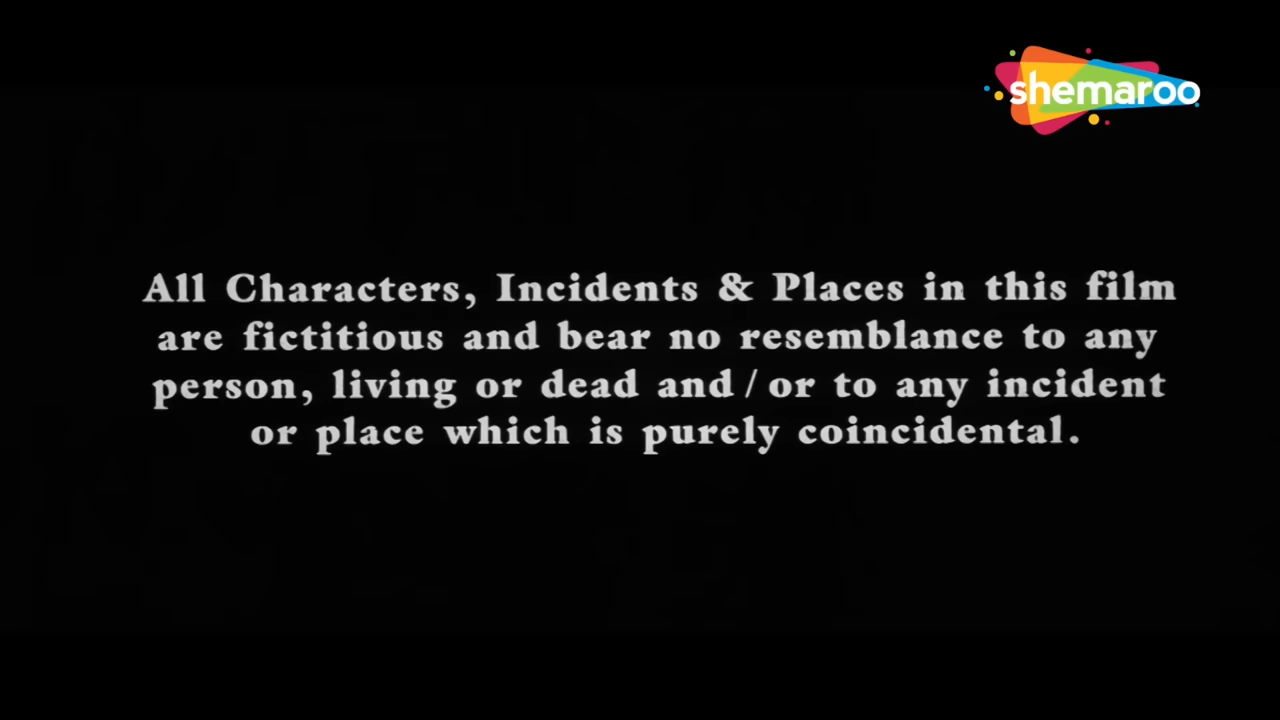 shemaroo
All Characters, Incidents & Places in this film
are fictitious and bear no resemblance to any
person, living or dead and/or to any incident
or place which is purely coincidental.